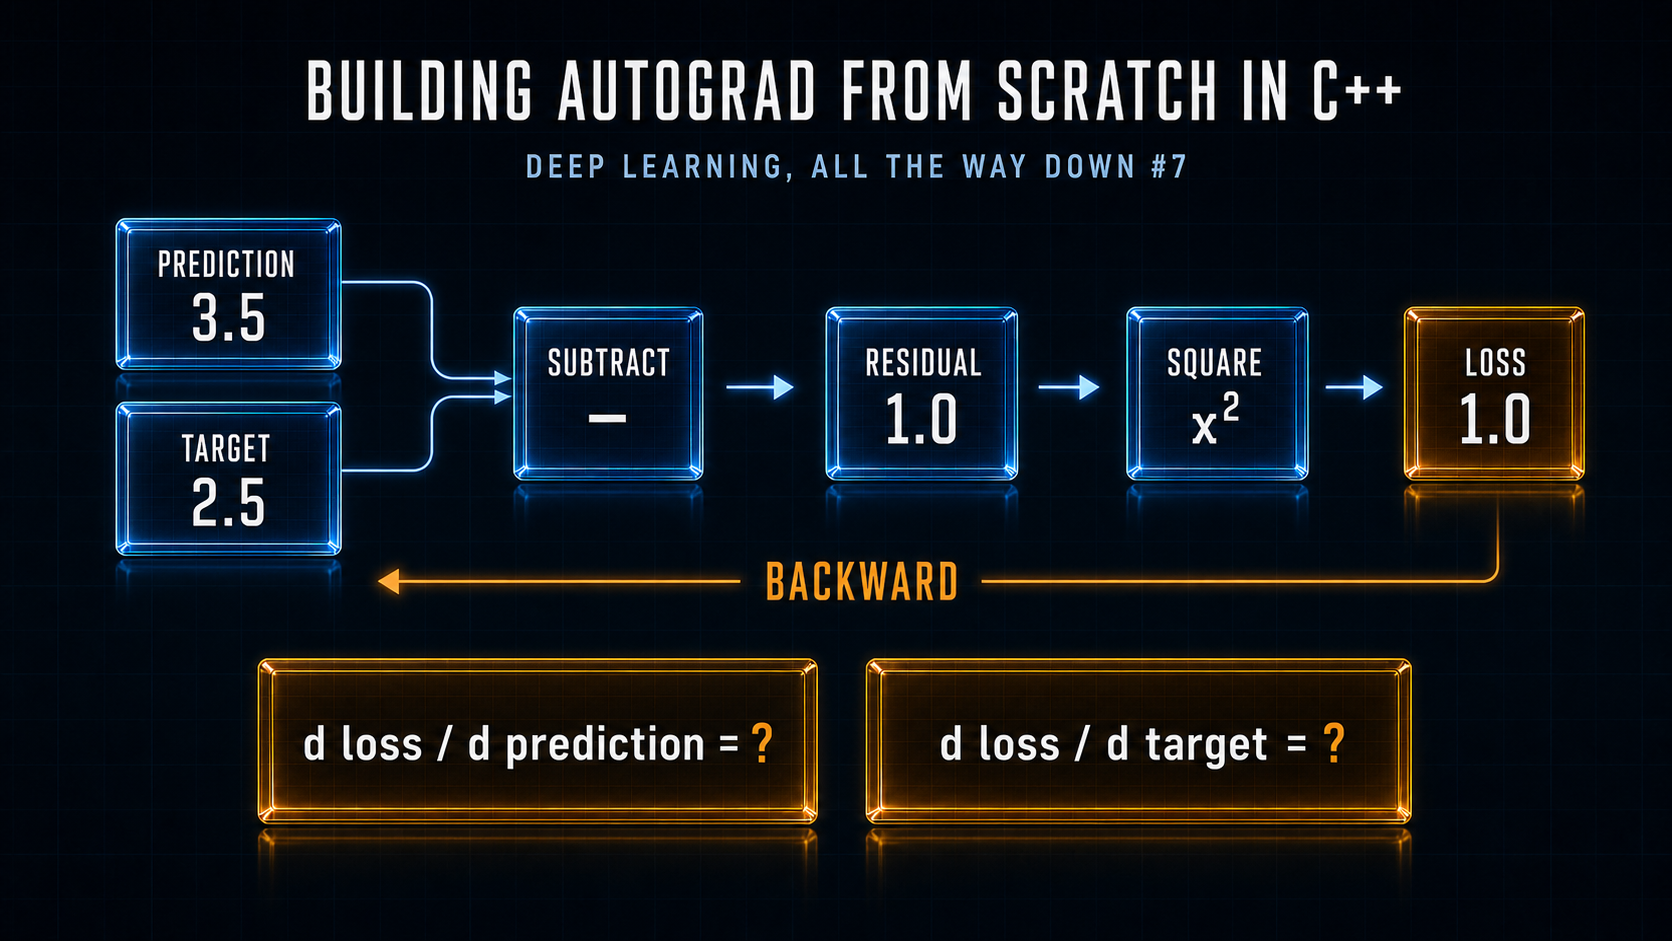 BUILDING AUTOGRAD FROM SCRATCH IN C++
DEEP LEARNING, ALL THE WAY DOWN #7
PREDICTION
3.5
TARGET
2.5
SUBTRACT
−
RESIDUAL
1.0
SQUARE
x²
LOSS
1.0
BACKWARD
d loss / d prediction = ?
d loss / d target = ?